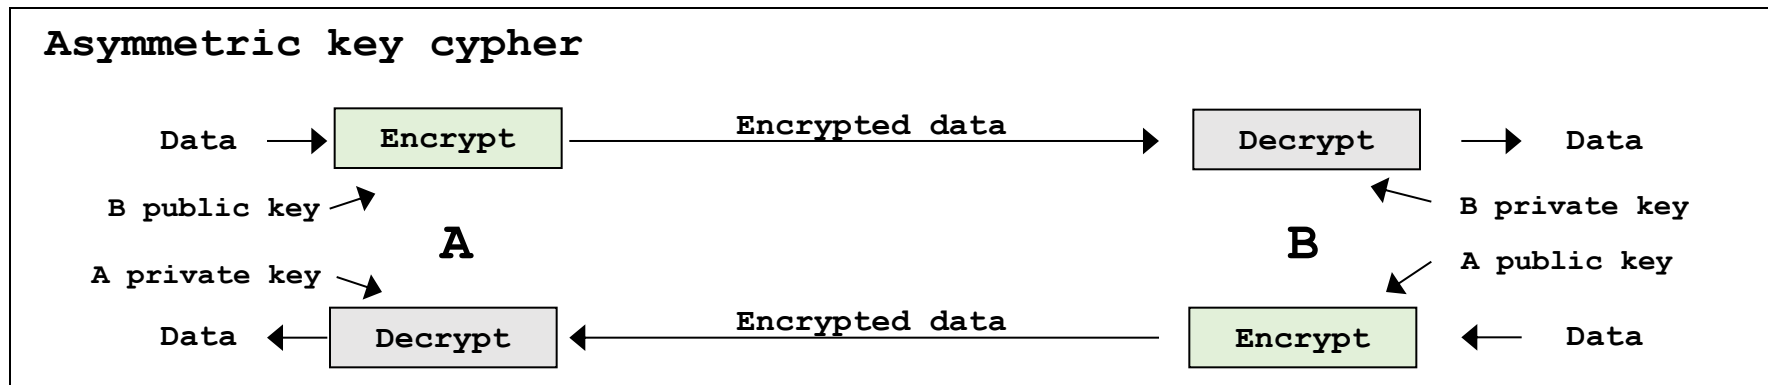 Asymmetric key cypher
Data Encrypt Encrypted data Decrypt Data
B public key B private key
A B
A private key A public key
Data Decrypt Encrypted data Encrypt Data